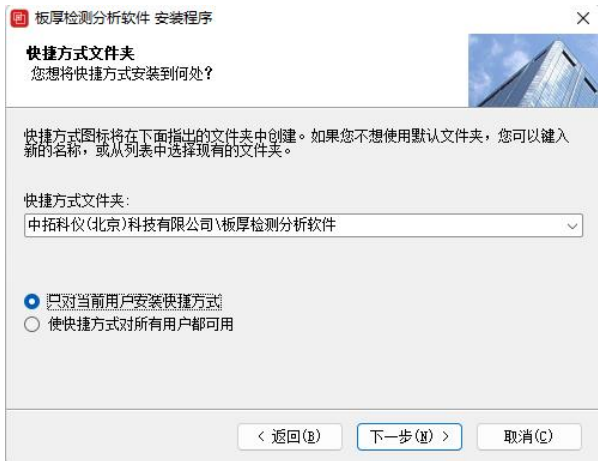 板厚检测分析软件 安装程序
快捷方式文件夹
您想将快捷方式安装到何处?
快捷方式图标将在下面指出的文件夹中创建。如果您不想使用默认文件夹，您可以键入
新的名称，或从列表中选择现有的文件夹。
快捷方式文件夹:
中拓科仪(北京)科技有限公司\板厚检测分析软件
只对当前用户安装快捷方式
使快捷方式对所有用户都可用
< 返回(B)
下一步(N) >
取消(C)